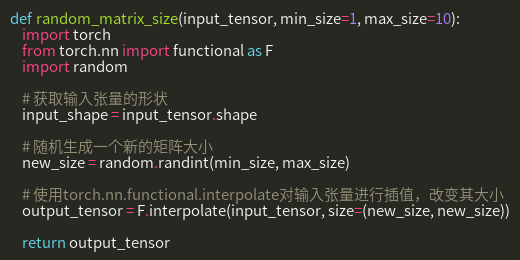 def random_matrix_size(input_tensor, min_size=1, max_size=10):
import torch
from torch.nn import functional as F
import random
# 获取输入张量的形状
input_shape = input_tensor.shape
# 随机生成一个新的矩阵大小
new_size = random.randint(min_size, max_size)
# 使用torch.nn.functional.interpolate对输入张量进行插值，改变其大小
output_tensor = F.interpolate(input_tensor, size=(new_size, new_size))
return output_tensor